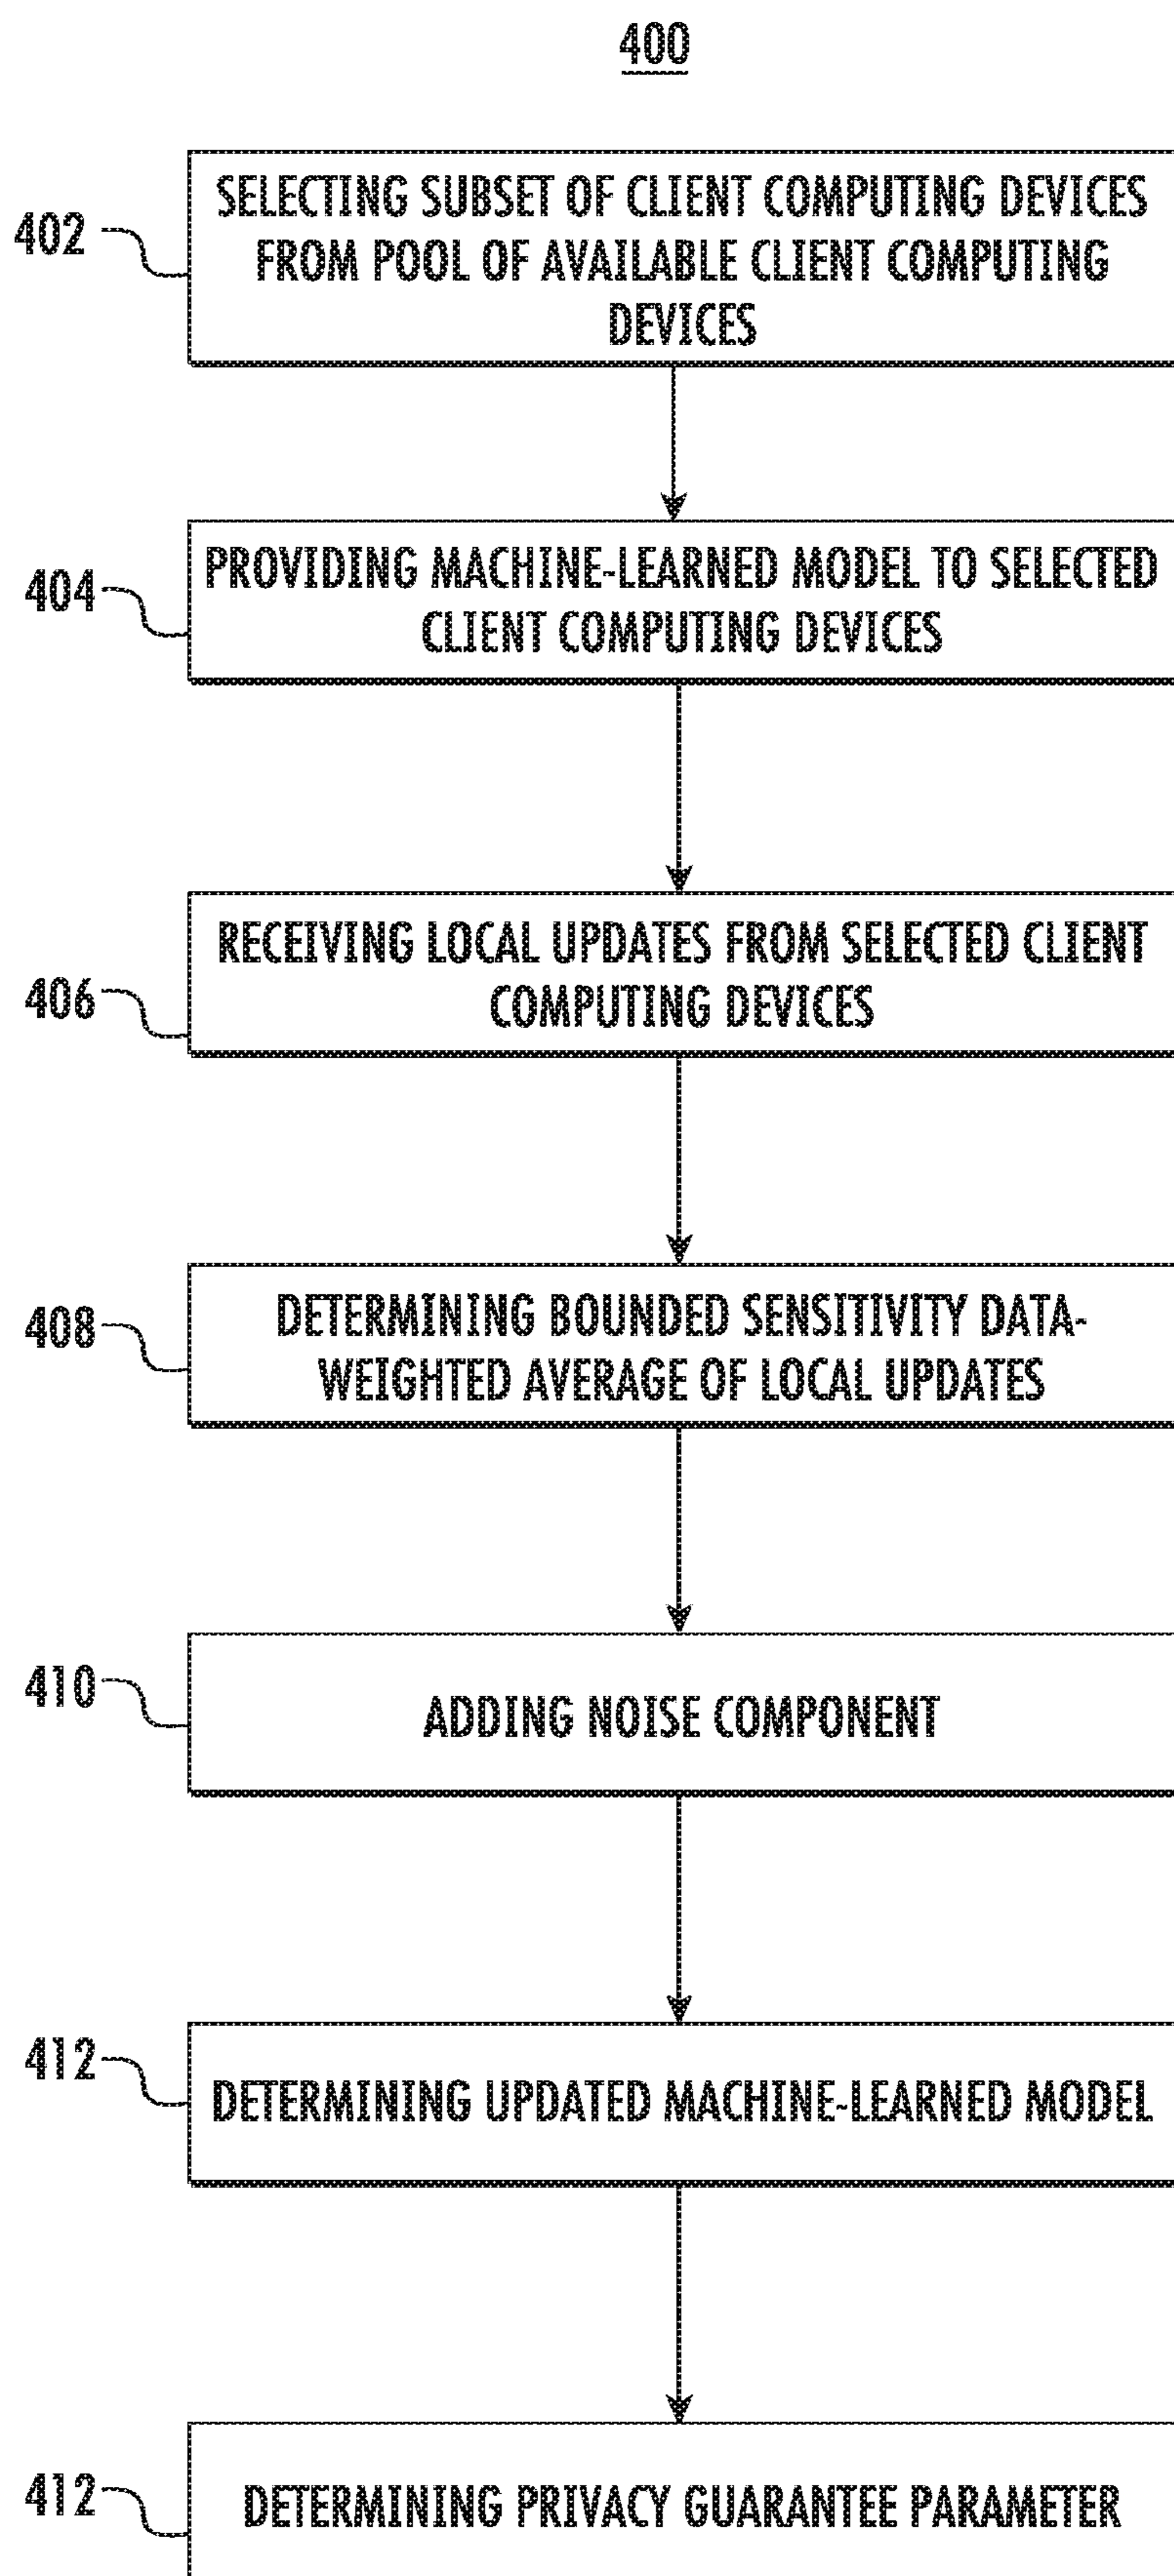 400
402
SELECTING SUBSET OF CLIENT COMPUTING DEVICES
FROM POOL OF AVAILABLE CLIENT COMPUTING
DEVICES
404
PROVIDING MACHINE-LEARNED MODEL TO SELECTED
CLIENT COMPUTING DEVICES
406
RECEIVING LOCAL UPDATES FROM SELECTED CLIENT
COMPUTING DEVICES
408
DETERMINING BOUNDED SENSITIVITY DATA-
WEIGHTED AVERAGE OF LOCAL UPDATES
410
ADDING NOISE COMPONENT
412
DETERMINING UPDATED MACHINE-LEARNED MODEL
412
DETERMINING PRIVACY GUARANTEE PARAMETER